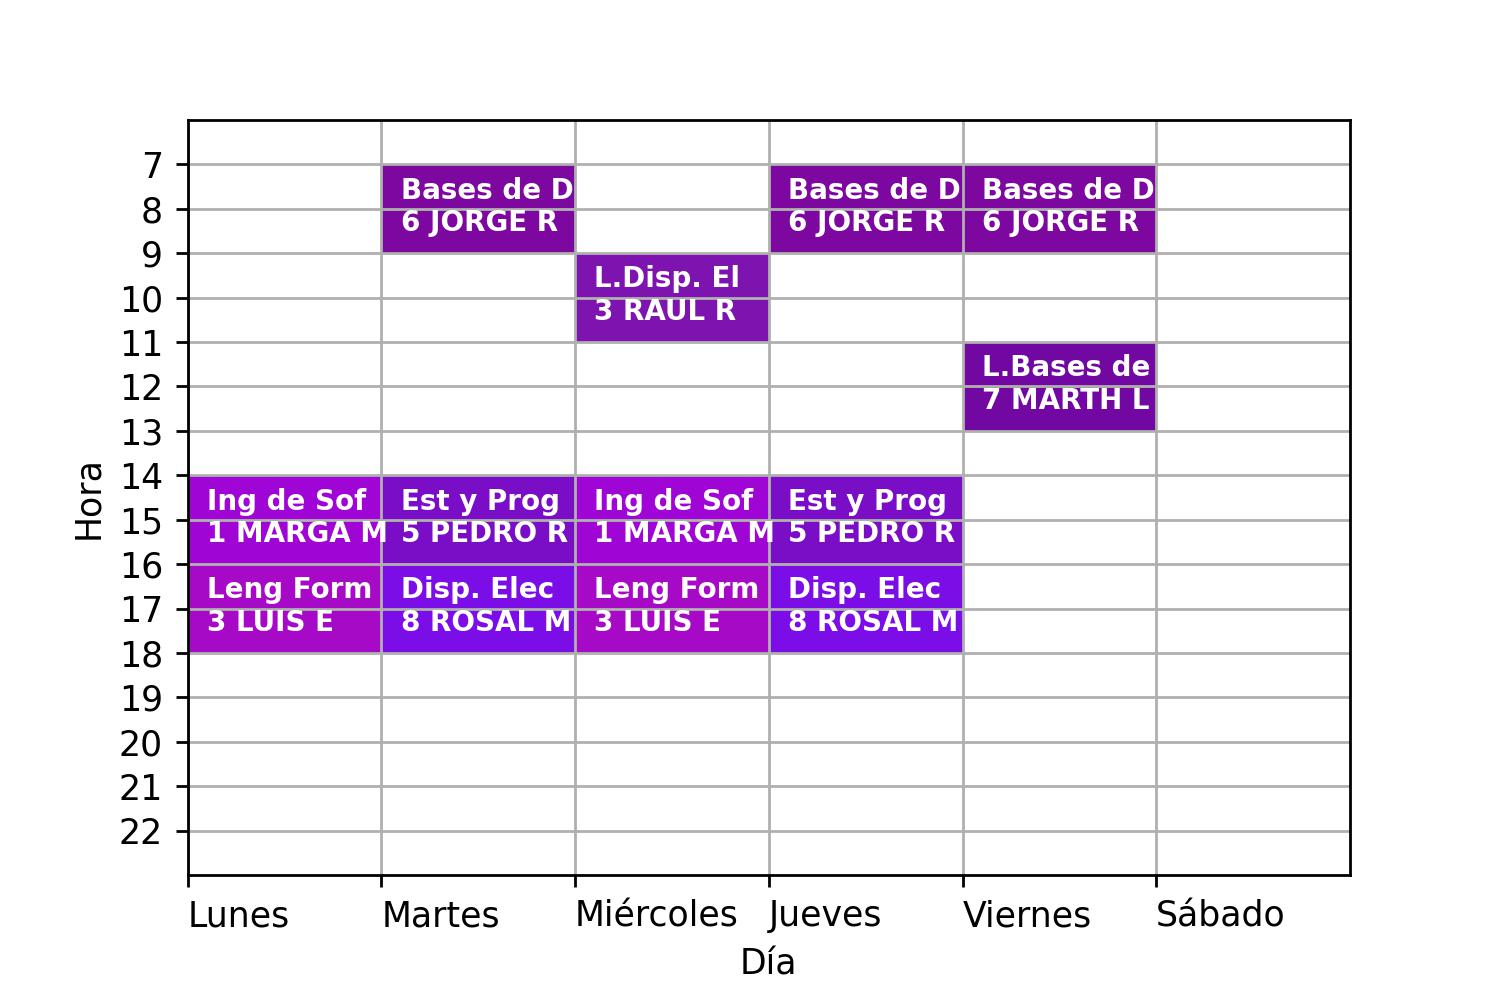 7
8
9
10
11
12
13
14
15
16
17
18
19
20
21
22
Hora
Bases de D
6 JORGE R
Bases de D
6 JORGE R
Bases de D
6 JORGE R
L.Disp. El
3 RAUL R
L.Bases de
7 MARTH L
Ing de Sof
1 MARGA M
Est y Prog
5 PEDRO R
Ing de Sof
1 MARGA M
Est y Prog
5 PEDRO R
Leng Form
3 LUIS E
Disp. Elec
8 ROSAL M
Leng Form
3 LUIS E
Disp. Elec
8 ROSAL M
Lunes Martes Miércoles Jueves Viernes Sábado
Día